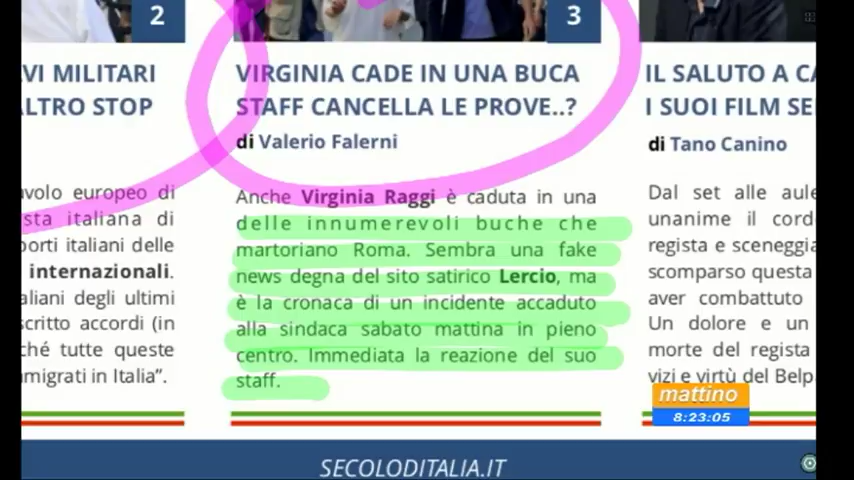 2
VI MILITARI
LTRO STOP
avolo europeo di
sta italiana di
porti italiani delle
internazionali.
aliani degli ultimi
scritto accordi (in
ché tutte queste
migrati in Italia”.
3
VIRGINIA CADE IN UNA BUCA
STAFF CANCELLA LE PROVE..?
di Valerio Falerni
Anche Virginia Raggi è caduta in una
delle innumerevoli buche che
martoriano Roma. Sembra una fake
news degna del sito satirico Lercio, ma
è la cronaca di un incidente accaduto
alla sindaca sabato mattina in pieno
centro. Immediata la reazione del suo
staff.
IL SALUTO A CA
I SUOI FILM SE
di Tano Canino
Dal set alle aule
unanime il cord
regista e sceneggia
scomparso questa
aver combattuto
Un dolore e un
morte del regista
vizi e virtù del Belp
mattino
8:23:05
SECOLODITALIA.IT